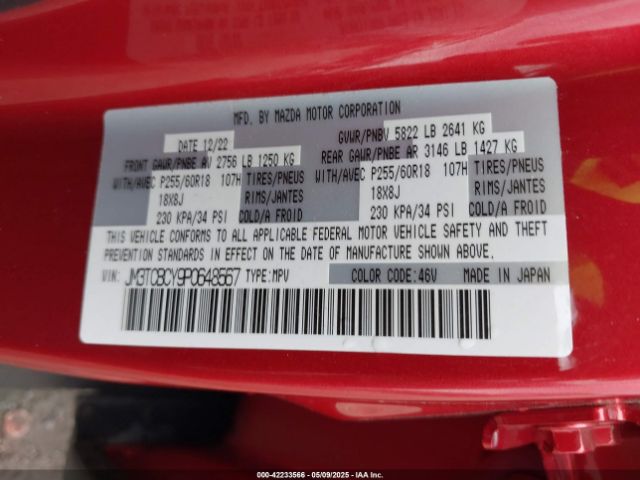 MFD. BY MAZDA MOTOR CORPORATION
DATE 12/22 GVWR/PNBV 5822 LB 2641 KG
FRONT GAWR/PNBE AV 2756 LB 1250 KG REAR GAWR/PNBE AR 3146 LB 1427 KG
WITH/AVEC P255/60R18 107H TIRES/PNEUS WITH/AVEC P255/60R18 107H TIRES/PNEUS
18X8J RIMS/JANTES 18X8J RIMS/JANTES
230 KPA/34 PSI COLD/A FROID 230 KPA/34 PSI COLD/A FROID
THIS VEHICLE CONFORMS TO ALL APPLICABLE FEDERAL MOTOR VEHICLE SAFETY AND THEFT
PREVENTION STANDARDS IN EFFECT ON THE DATE OF MANUFACTURE SHOWN ABOVE.
VIN: JM3TCBCY9P0648567 TYPE:MPV COLOR CODE:46V MADE IN JAPAN
000-42233566 — 05/09/2025 — IAAI.com. Copyright